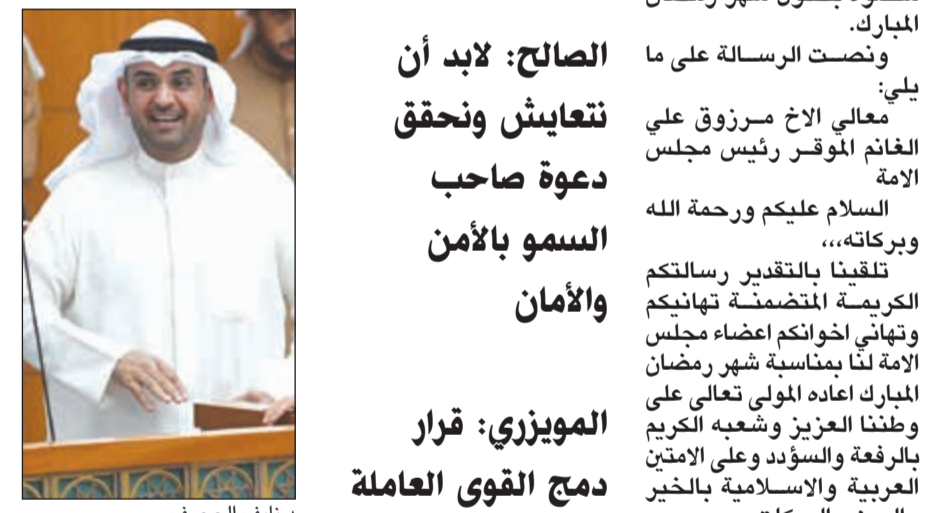 المبارك.
ونصت الرسالة على ما
يلي:
معالي الاخ مرزوق علي
الغانم الموقر رئيس مجلس
الامة
السلام عليكم ورحمة الله
وبركاته،،،
تلقينا بالتقدير رسالتكم
الكريمة المتضمنة تهانيكم
وتهاني اخوانكم اعضاء مجلس
الامة لنا بمناسبة شهر رمضان
المبارك اعاده المولى تعالى على
وطننا العزيز وشعبه الكريم
بالرفعة والسؤدد وعلى الامتين
العربية والاسلامية بالخير
الصالح: لابد أن
نتعايش ونحقق
دعوة صاحب
السمو بالأمن
والأمان
المويزري: قرار
دمج القوى العاملة